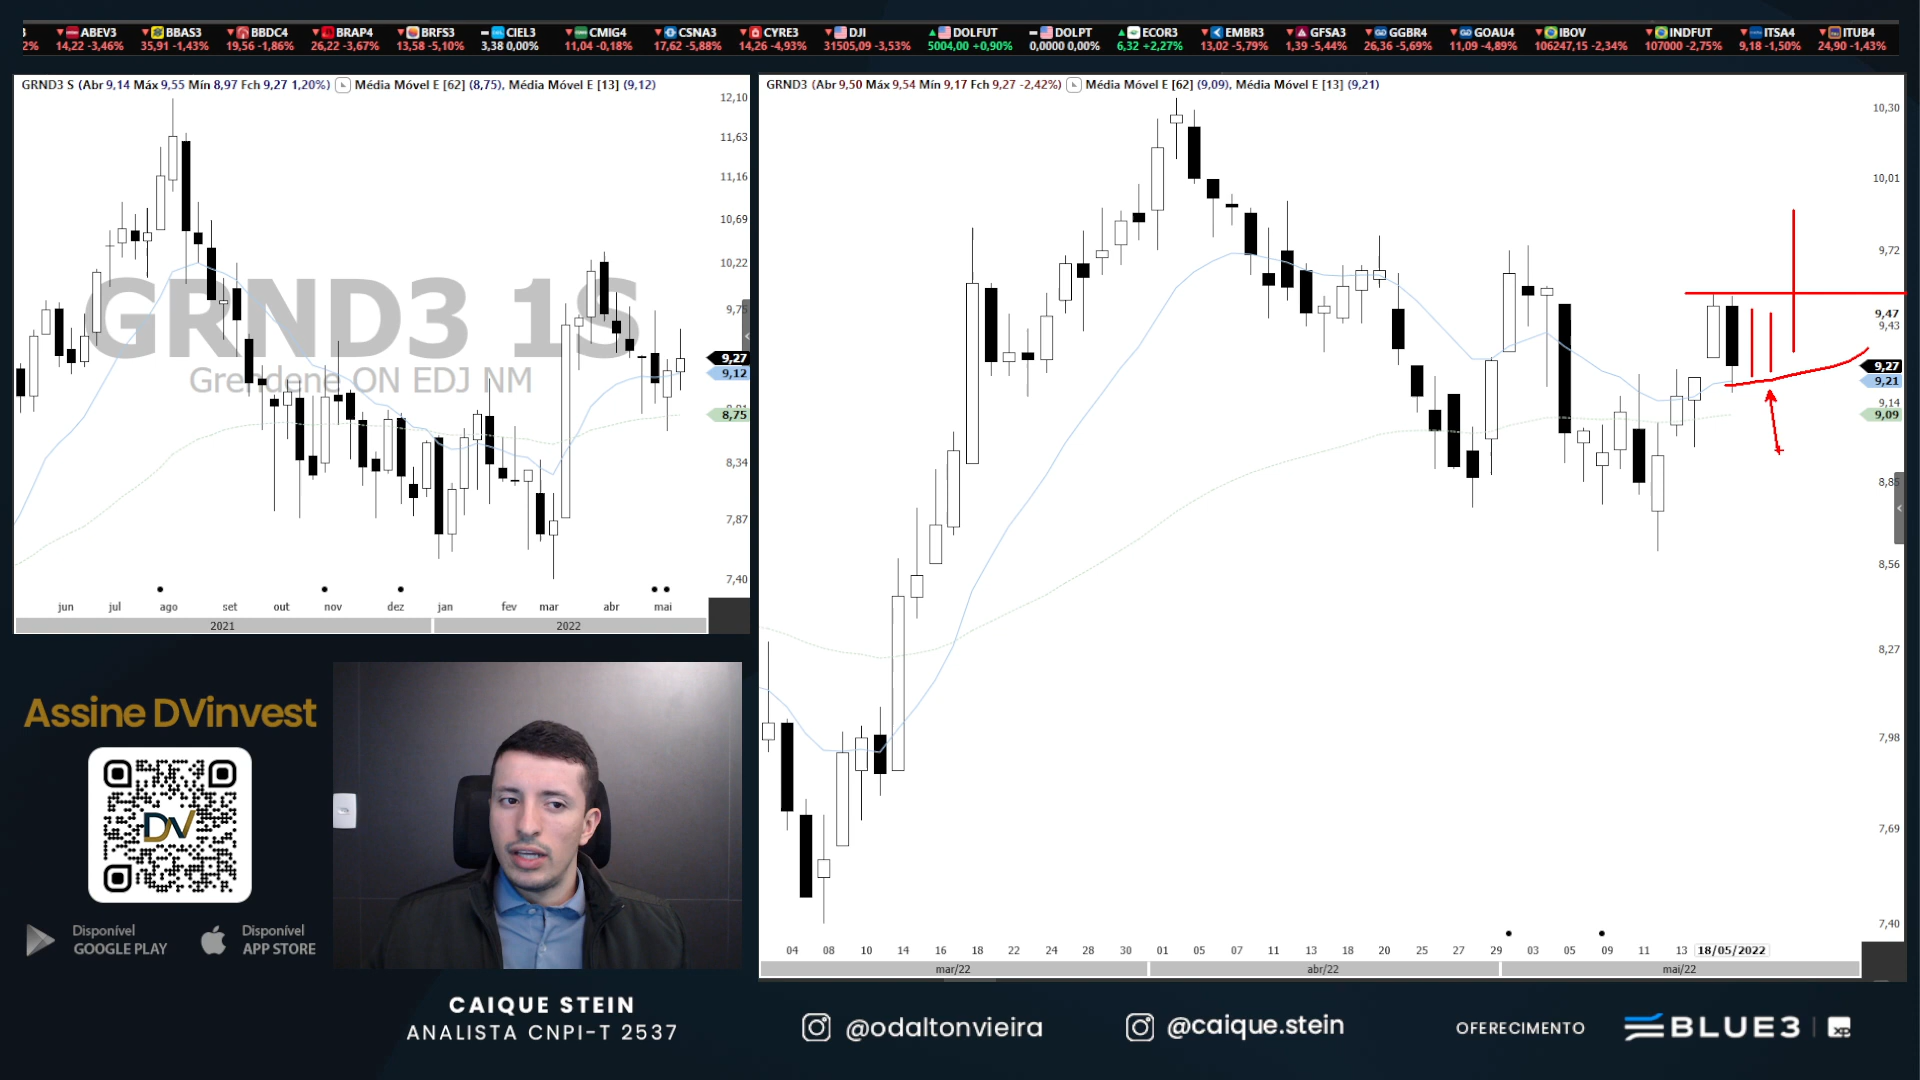 3 ABEV3 BBAS3 BBDC4 BRAP4 BRFS3 CIEL3 CMIG4 CSNA3 CYRE3 DJI DOLFUT DOLPT ECOR3 EMBR3 GFSA3 GGBR4 GOAU4 IBOV INDFUT ITSA4 ITUB4
2% 14,22 -3,46% 35,91 -1,43% 19,56 -1,86% 26,22 -3,67% 13,58 -5,10% 3,38 0,00% 11,04 -0,18% 17,62 -5,88% 14,26 -4,93% 31505,09 -3,53% 5004,00 +0,90% 0,0000 0,00% 6,32 +2,27% 13,02 -5,79% 1,39 -5,44% 26,36 -5,69% 11,09 -4,89% 106247,15 -2,34% 107000 -2,75% 9,18 -1,50% 24,90 -1,43%
GRND3 S (Abr 9,14 Máx 9,55 Mín 8,97 Fch 9,27 1,20%) Média Móvel E [62] (8,75), Média Móvel E [13] (9,12)
12,10
11,63
11,16
10,69
10,22
9,75
9,27
9,12
8,75
8,34
7,87
7,40
GRND3 1S
Grendene ON EDJ NM
jun jul ago set out nov dez jan fev mar abr mai
2021 2022
GRND3 (Abr 9,50 Máx 9,54 Mín 9,17 Fch 9,27 -2,42%) Média Móvel E [62] (9,09), Média Móvel E [13] (9,21)
10,30
10,01
9,72
9,47
9,43
9,27
9,21
9,14
9,09
8,85
8,56
8,27
7,98
7,69
7,40
04 08 10 14 16 18 22 24 28 30 01 05 07 11 13 18 20 25 27 29 03 05 09 11 13 18/05/2022
mar/22 abr/22 mai/22
Assine DVinvest
DV
Disponível
GOOGLE PLAY
Disponível
APP STORE
CAIQUE STEIN
ANALISTA CNPI-T 2537
@odaltonvieira
@caique.stein
OFERECIMENTO
BLUE3
xp